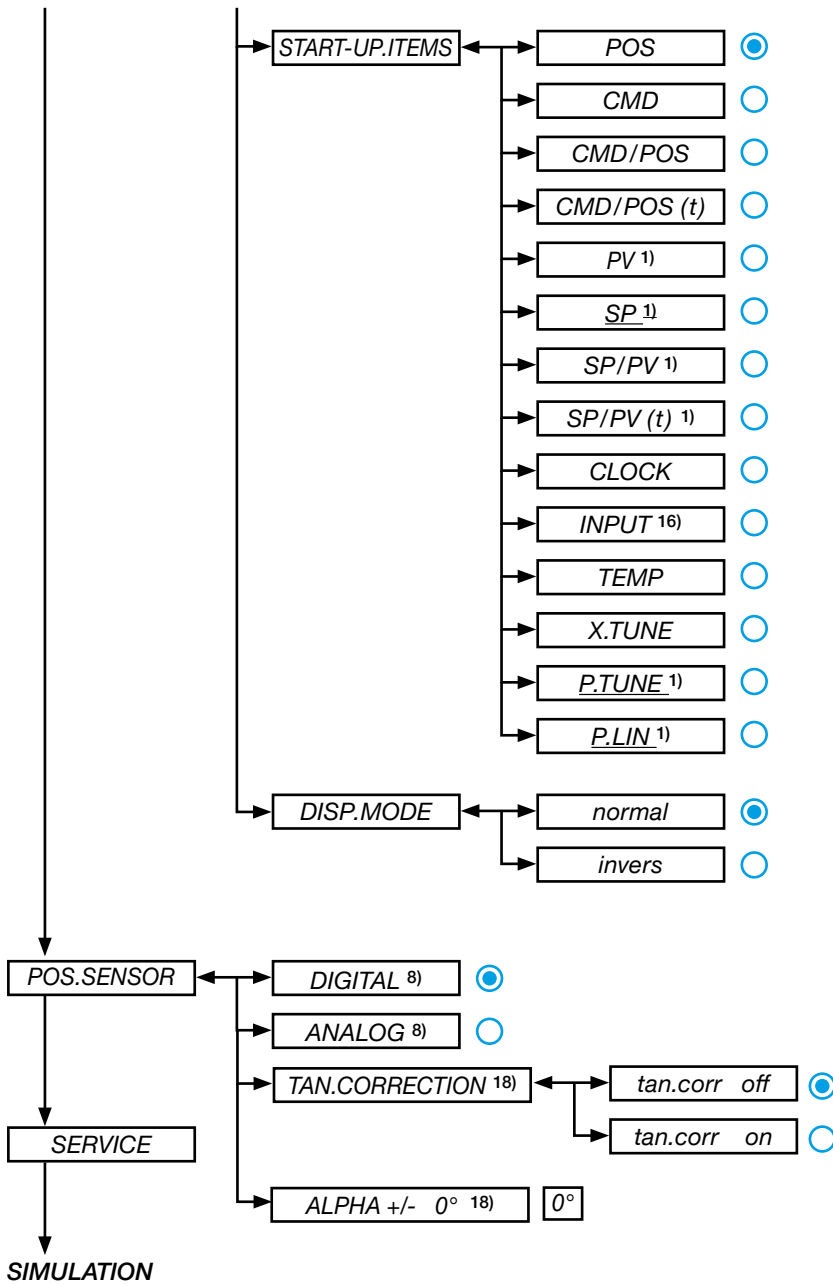 START-UP.ITEMS
POS
CMD
CMD/POS
CMD/POS (t)
PV 1)
SP 1)
SP/PV 1)
SP/PV (t) 1)
CLOCK
INPUT 16)
TEMP
X.TUNE
P.TUNE 1)
P.LIN 1)
DISP.MODE
normal
invers
POS.SENSOR
DIGITAL 8)
ANALOG 8)
TAN.CORRECTION 18)
tan.corr off
tan.corr on
SERVICE
ALPHA +/- 0° 18)
0°
SIMULATION